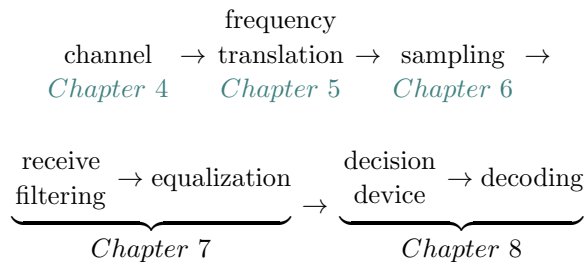 frequency
channel → translation → sampling →
Chapter 4 Chapter 5 Chapter 6
receive filtering → equalization → decision device → decoding
Chapter 7 Chapter 8